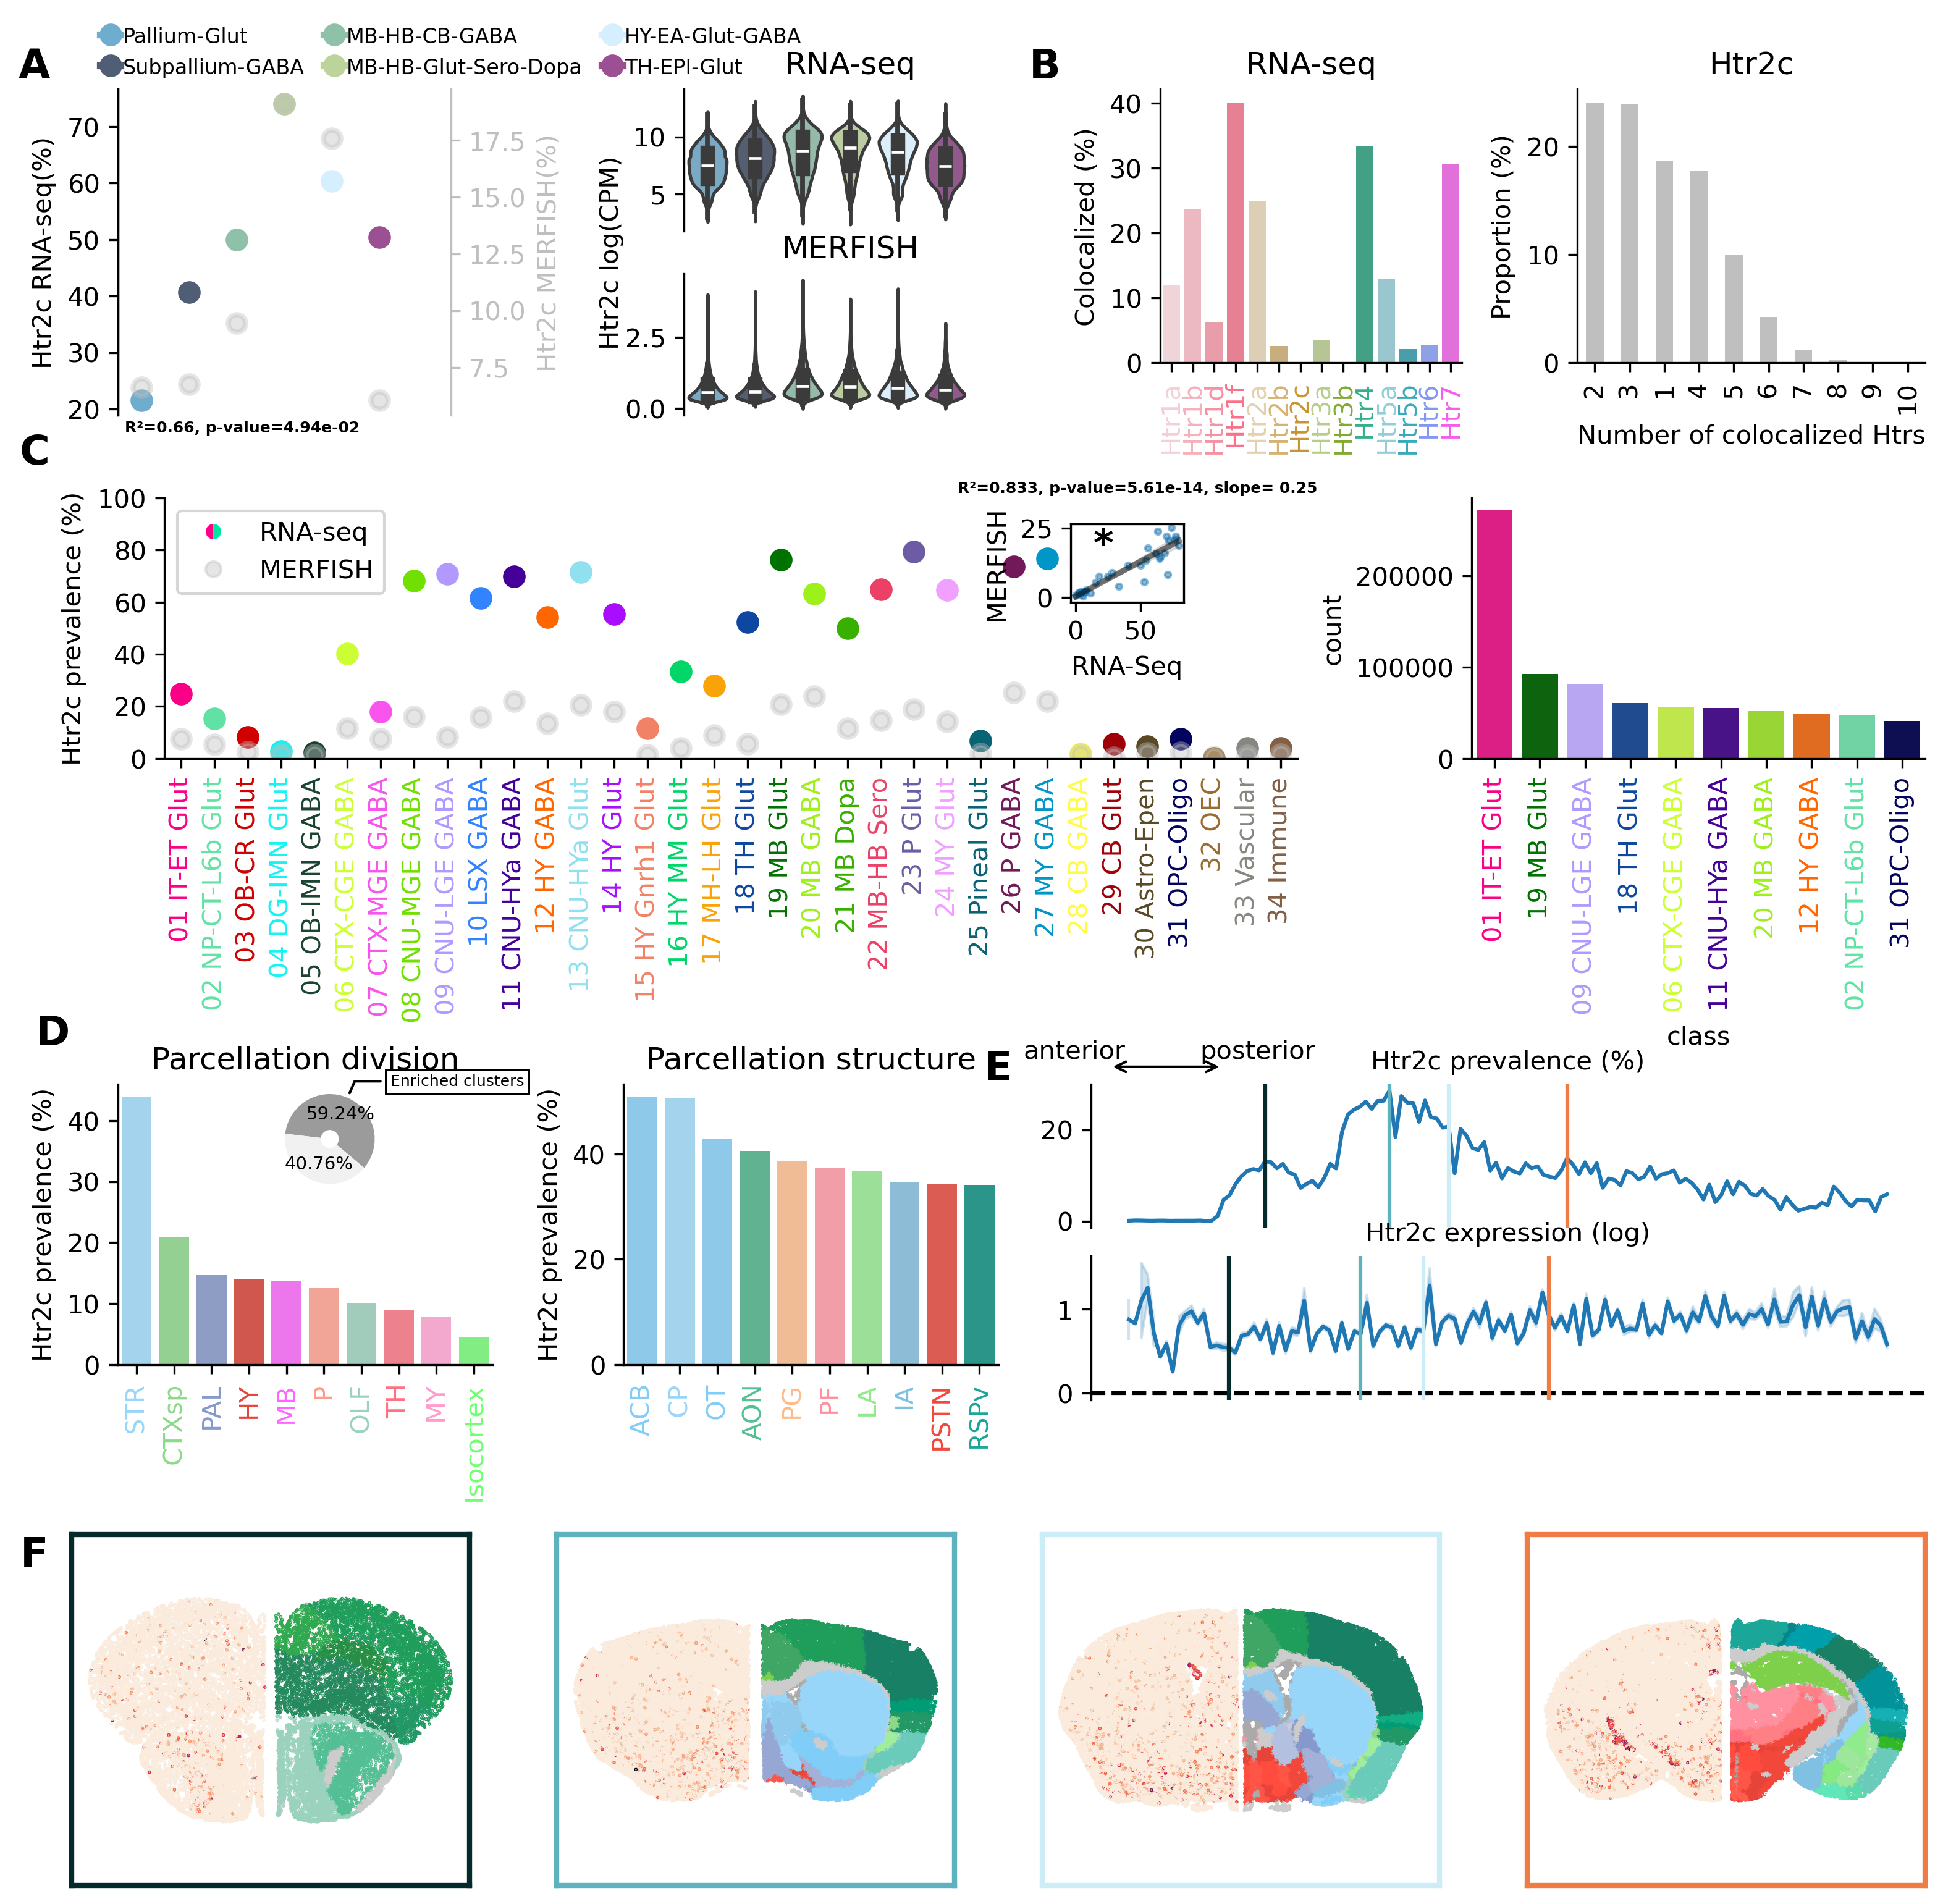 A
Pallium-Glut
MB-HB-CB-GABA
HY-EA-Glut-GABA
Subpallium-GABA
MB-HB-Glut-Sero-Dopa
TH-EPI-Glut
Htr2c RNA-seq(%)
70
60
50
40
30
20
17.5
15.0
12.5
10.0
7.5
Htr2c MERFISH(%)
R²=0.66, p-value=4.94e-02
RNA-seq
10
5
Htr2c log(CPM)
MERFISH
2.5
0.0
B
RNA-seq
Colocalized (%)
40
30
20
10
0
Htr1a
Htr1b
Htr1d
Htr1f
Htr2a
Htr2b
Htr2c
Htr3a
Htr3b
Htr4
Htr5a
Htr5b
Htr6
Htr7
Htr2c
Proportion (%)
20
10
0
2
3
1
4
5
6
7
8
9
10
Number of colocalized Htrs
C
Htr2c prevalence (%)
100
80
60
40
20
0
RNA-seq
MERFISH
R²=0.833, p-value=5.61e-14, slope= 0.25
MERFISH
25
0
*
0
50
RNA-Seq
01 IT-ET Glut
02 NP-CT-L6b Glut
03 OB-CR Glut
04 DG-IMN Glut
05 OB-IMN GABA
06 CTX-CGE GABA
07 CTX-MGE GABA
08 CNU-MGE GABA
09 CNU-LGE GABA
10 LSX GABA
11 CNU-HYa GABA
12 HY GABA
13 CNU-HYa Glut
14 HY Glut
15 HY Gnrh1 Glut
16 HY MM Glut
17 MH-LH Glut
18 TH Glut
19 MB Glut
20 MB GABA
21 MB Dopa
22 MB-HB Sero
23 P Glut
24 MY Glut
25 Pineal Glut
26 P GABA
27 MY GABA
28 CB GABA
29 CB Glut
30 Astro-Epen
31 OPC-Oligo
32 OEC
33 Vascular
34 Immune
count
200000
100000
0
01 IT-ET Glut
19 MB Glut
09 CNU-LGE GABA
18 TH Glut
06 CTX-CGE GABA
11 CNU-HYa GABA
20 MB GABA
12 HY GABA
02 NP-CT-L6b Glut
31 OPC-Oligo
class
D
Parcellation division
Enriched clusters
59.24%
40.76%
Htr2c prevalence (%)
40
30
20
10
0
STR
CTXsp
PAL
HY
MB
P
OLF
TH
MY
Isocortex
Parcellation structure
Htr2c prevalence (%)
40
20
0
ACB
CP
OT
AON
PG
PF
LA
IA
PSTN
RSPv
E
anterior
posterior
Htr2c prevalence (%)
20
0
Htr2c expression (log)
1
0
F